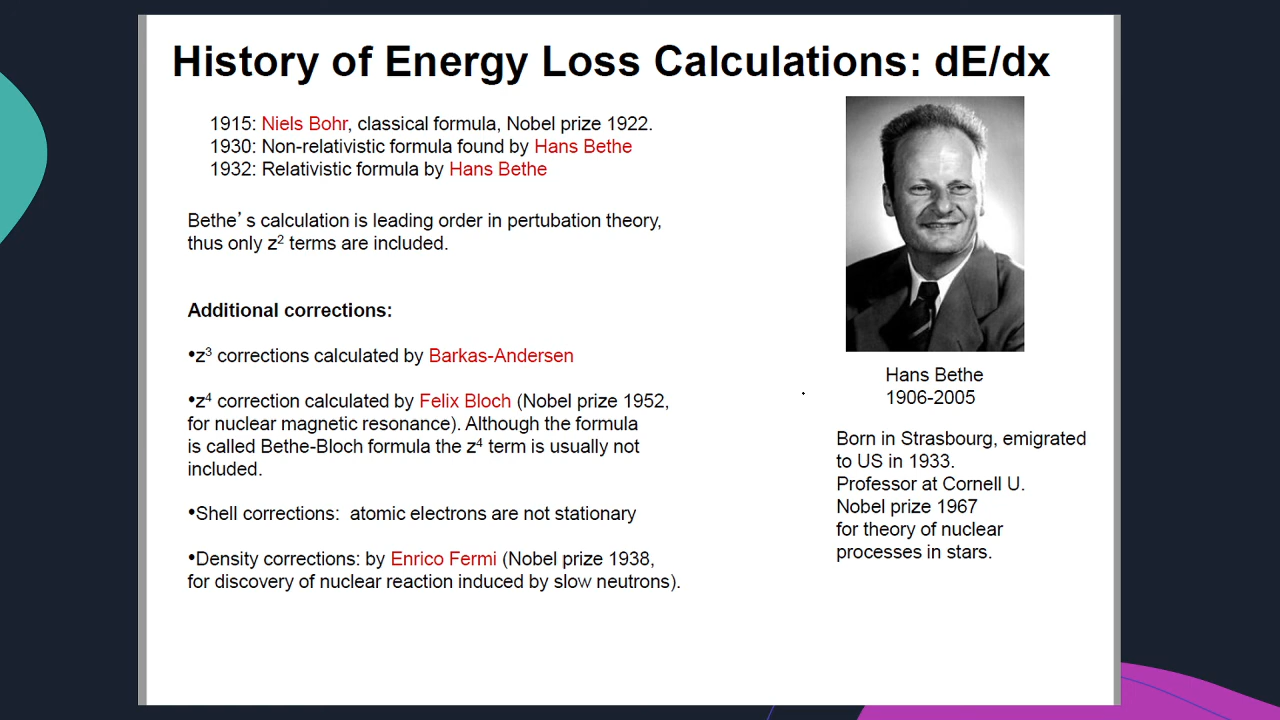 History of Energy Loss Calculations: dE/dx
1915: Niels Bohr, classical formula, Nobel prize 1922.
1930: Non-relativistic formula found by Hans Bethe
1932: Relativistic formula by Hans Bethe
Bethe’s calculation is leading order in pertubation theory,
thus only z² terms are included.
Additional corrections:
•z³ corrections calculated by Barkas-Andersen
•z⁴ correction calculated by Felix Bloch (Nobel prize 1952,
for nuclear magnetic resonance). Although the formula
is called Bethe-Bloch formula the z⁴ term is usually not
included.
•Shell corrections: atomic electrons are not stationary
•Density corrections: by Enrico Fermi (Nobel prize 1938,
for discovery of nuclear reaction induced by slow neutrons).
Hans Bethe
1906-2005
Born in Strasbourg, emigrated
to US in 1933.
Professor at Cornell U.
Nobel prize 1967
for theory of nuclear
processes in stars.